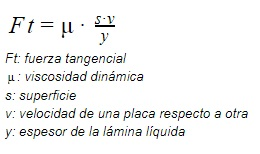 Ft = μ · s·v/y
Ft: fuerza tangencial
μ: viscosidad dinámica
s: superficie
v: velocidad de una placa respecto a otra
y: espesor de la lámina líquida